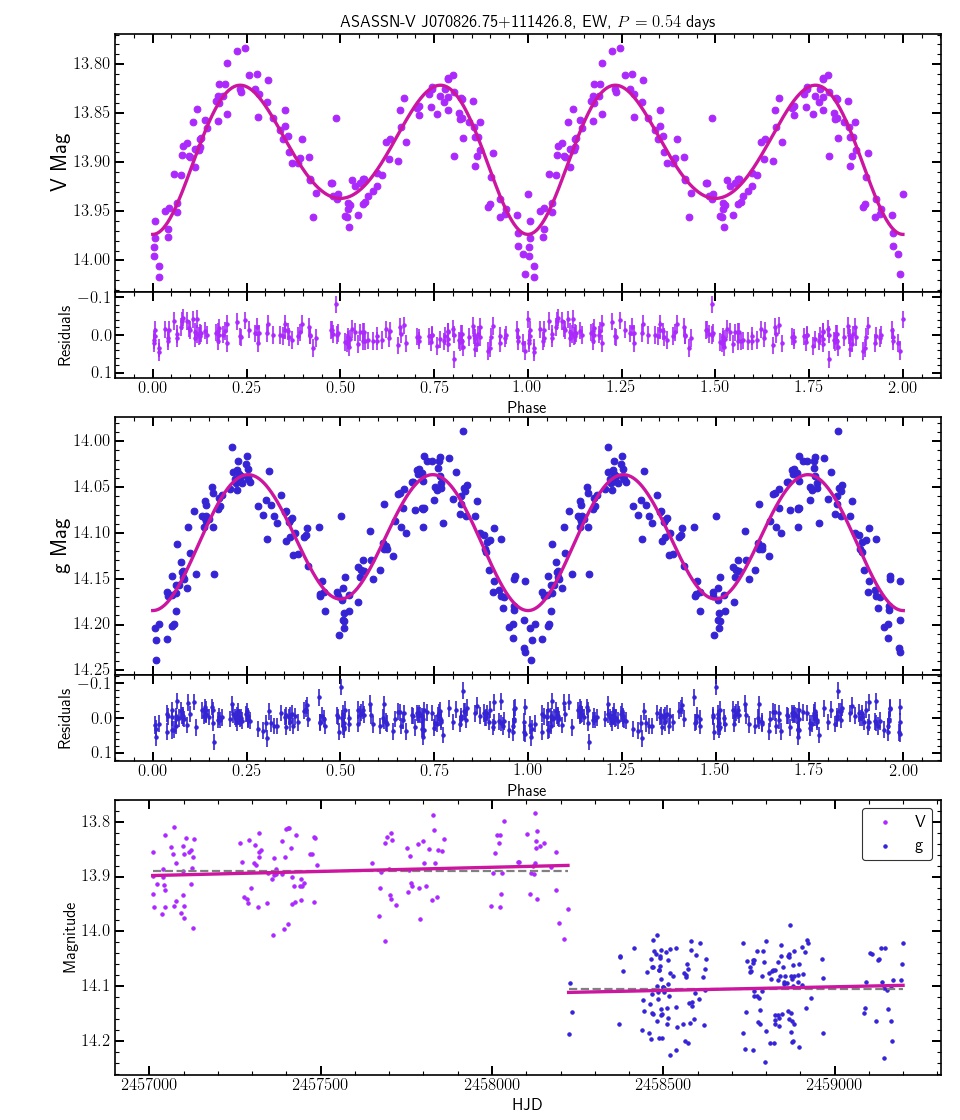 ASASSN-V J070826.75+111426.8, EW, P = 0.54 days
V Mag
13.80
13.85
13.90
13.95
14.00
Residuals
−0.1
0.0
0.1
0.00 0.25 0.50 0.75 1.00 1.25 1.50 1.75 2.00
Phase
g Mag
14.00
14.05
14.10
14.15
14.20
14.25
Residuals
−0.1
0.0
0.1
0.00 0.25 0.50 0.75 1.00 1.25 1.50 1.75 2.00
Phase
Magnitude
13.8
13.9
14.0
14.1
14.2
V
g
2457000 2457500 2458000 2458500 2459000
HJD